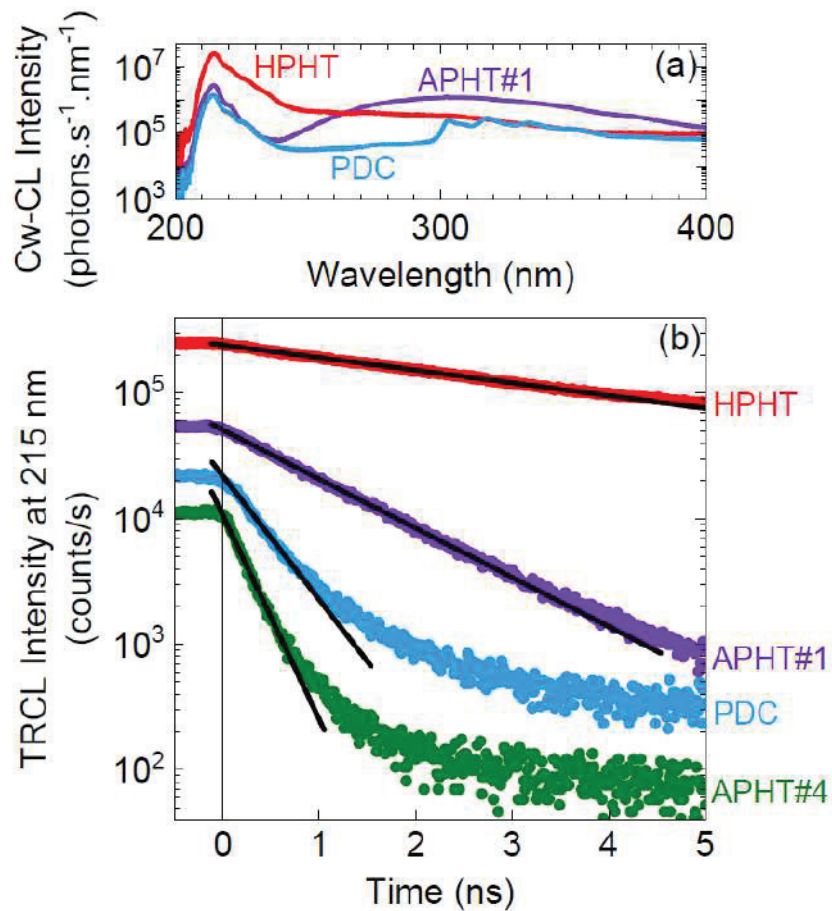 Cw-CL Intensity
(photons.s⁻¹.nm⁻¹)
10⁷
10⁵
10³
HPHT
APHT#1
PDC
(a)
200
300
400
Wavelength (nm)
TRCL Intensity at 215 nm
(counts/s)
10⁵
10⁴
10³
10²
(b)
HPHT
APHT#1
PDC
APHT#4
0
1
2
3
4
5
Time (ns)